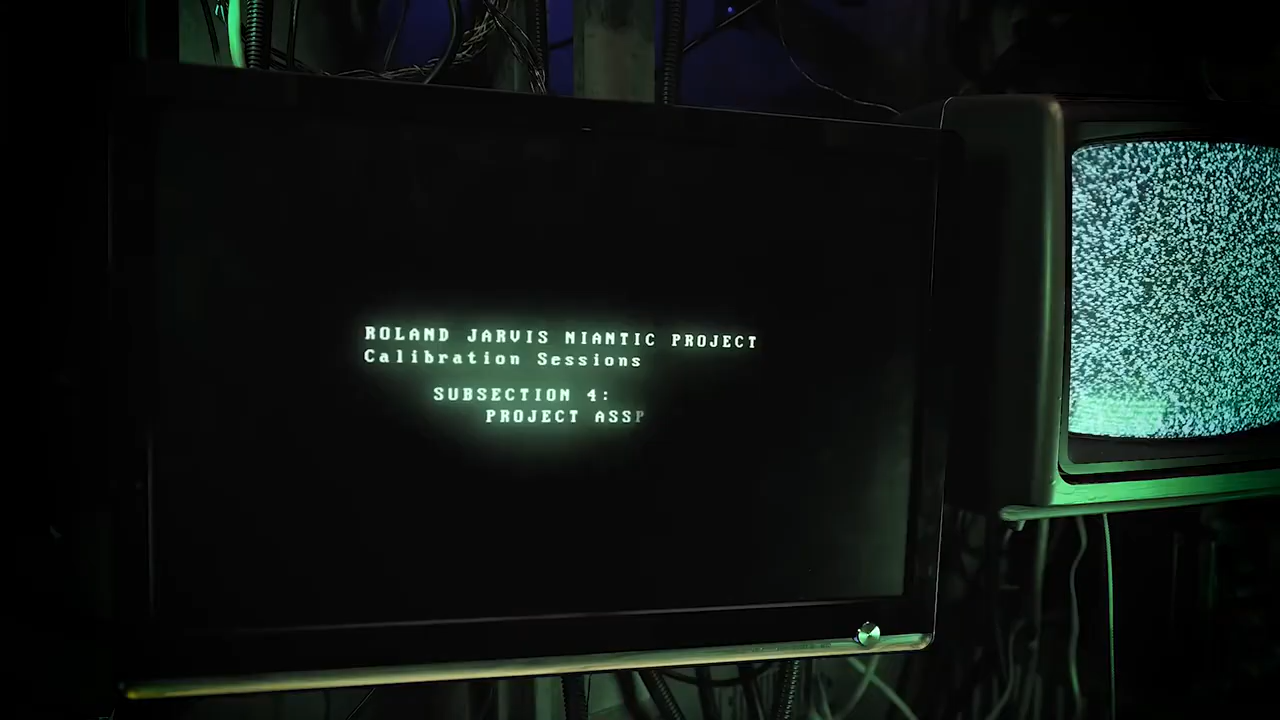 ROLAND JARVIS NIANTIC PROJECT
Calibration Sessions
SUBSECTION 4:
PROJECT ASSP